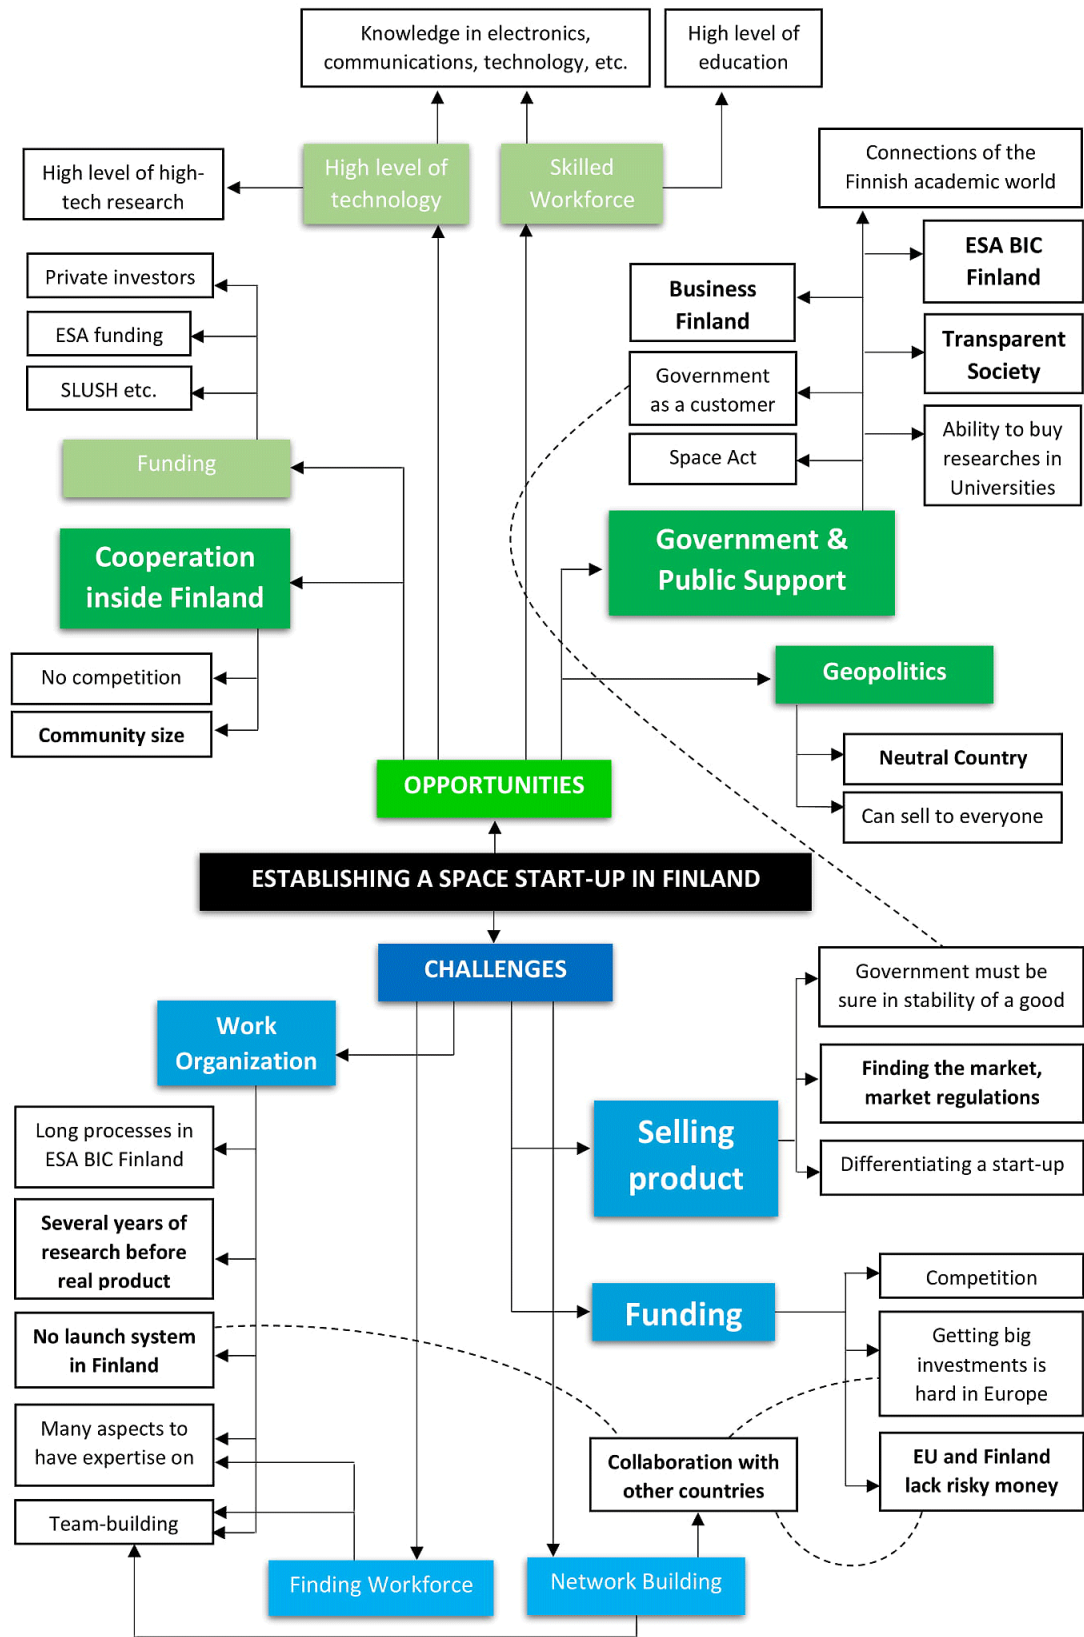 Knowledge in electronics,
communications, technology, etc.
High level of
education
High level of
technology
Skilled
Workforce
High level of high-
tech research
Connections of the
Finnish academic world
Private investors
ESA funding
SLUSH etc.
Funding
Business
Finland
ESA BIC
Finland
Government
as a customer
Transparent
Society
Space Act
Ability to buy
researches in
Universities
Cooperation
inside Finland
Government &
Public Support
No competition
Community size
Geopolitics
Neutral Country
Can sell to everyone
OPPORTUNITIES
ESTABLISHING A SPACE START-UP IN FINLAND
CHALLENGES
Work
Organization
Government must be
sure in stability of a good
Finding the market,
market regulations
Differentiating a start-up
Selling
product
Long processes in
ESA BIC Finland
Several years of
research before
real product
No launch system
in Finland
Many aspects to
have expertise on
Team-building
Funding
Competition
Getting big
investments is
hard in Europe
EU and Finland
lack risky money
Collaboration with
other countries
Finding Workforce
Network Building